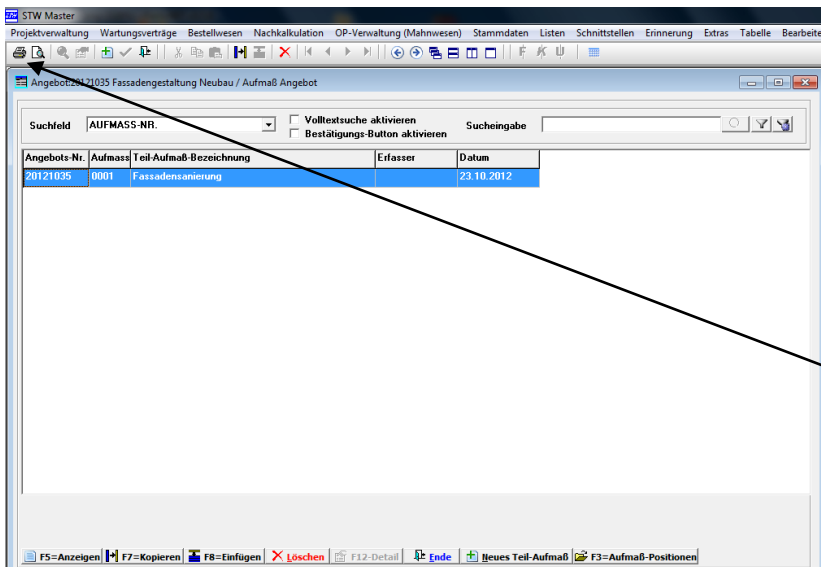 STW Master
Projektverwaltung Wartungsverträge Bestellwesen Nachkalkulation OP-Verwaltung (Mahnwesen) Stammdaten Listen Schnittstellen Erinnerung Extras Tabelle Bearbeite
Angebot:20121035 Fassadengestaltung Neubau / Aufmaß Angebot
Suchfeld AUFMASS-NR. Volltextsuche aktivieren Sucheingabe
Bestätigungs-Button aktivieren
Angebots-Nr. Aufmass Teil-Aufmaß-Bezeichnung Erfasser Datum
20121035 0001 Fassadensanierung 23.10.2012
F5=Anzeigen F7=Kopieren F8=Einfügen Löschen F12-Detail Ende Neues Teil-Aufmaß F3=Aufmaß-Positionen